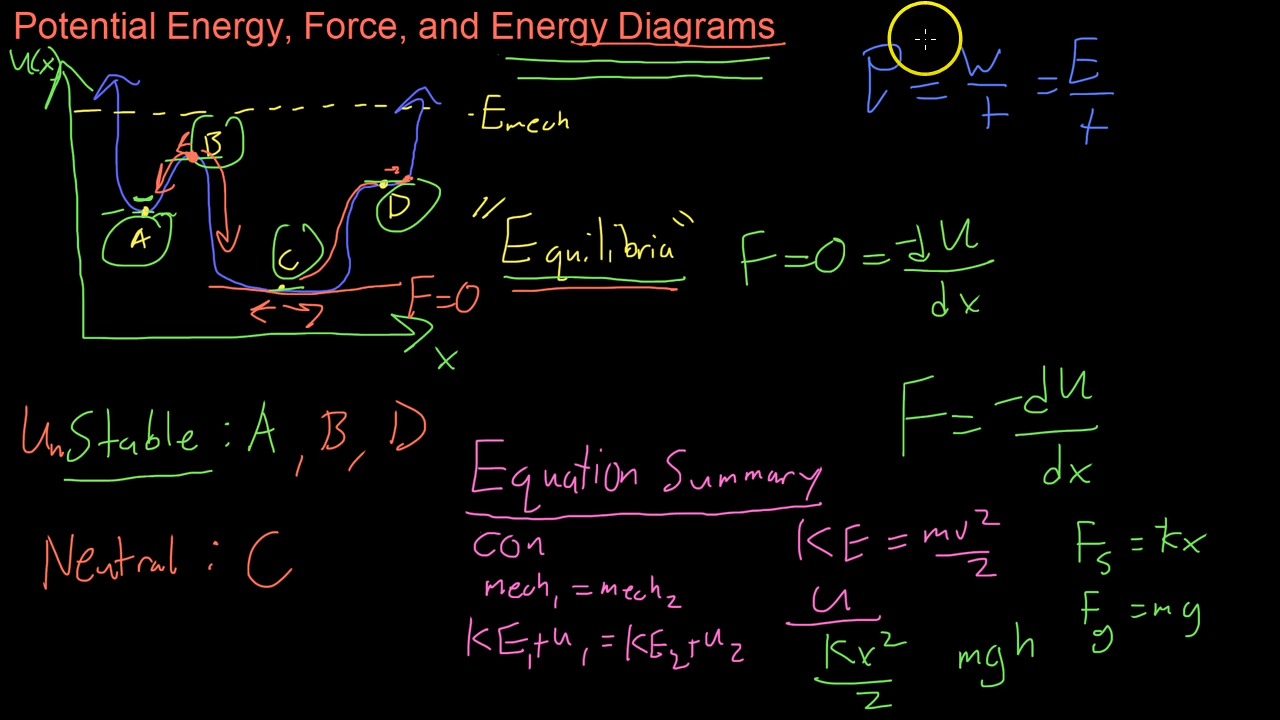 Potential Energy, Force, and Energy Diagrams
U(x)
Emech
P = W/t = E/t
B
A
C
D
F=0
x
"Equilibria"
F=0= -dU/dx
F= -dU/dx
UnStable: A, B, D
Neutral: C
Equation Summary
con
mech₁ = mech₂
KE₁+U₁ = KE₂+U₂
KE = mv²/2
U
Kx²/2
mgh
Fs = kx
Fg = mg